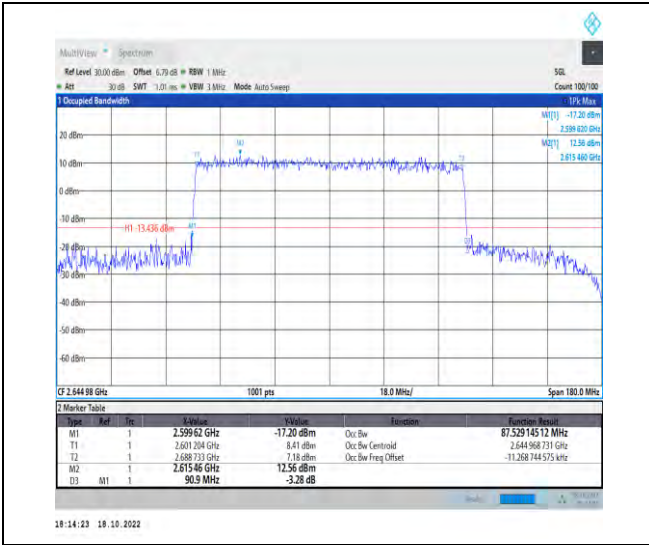 MultiView Spectrum
Ref Level 30.00 dBm Offset 6.79 dB RBW 1 MHz SGL
Att 30 dB SWT 1.01 ms VBW 3 MHz Mode Auto Sweep Count 100/100
1 Occupied Bandwidth 1Pk Max
M1[1] -17.20 dBm
2.599 620 GHz
M2[1] 12.56 dBm
2.615 460 GHz
20 dBm
M2
T1
T2
10 dBm
0 dBm
-10 dBm
H1 -13.436 dBm
M1
-20 dBm
D3
-30 dBm
-40 dBm
-50 dBm
-60 dBm
CF 2.644 98 GHz 1001 pts 18.0 MHz/ Span 180.0 MHz
2 Marker Table
Type Ref Trc X-Value Y-Value Function Function Result
M1 1 2.599 62 GHz -17.20 dBm Occ Bw 87.529 145 12 MHz
T1 1 2.601 204 GHz 8.41 dBm Occ Bw Centroid 2.644 968 731 GHz
T2 1 2.688 733 GHz 7.18 dBm Occ Bw Freq Offset -11.268 744 575 kHz
M2 1 2.615 46 GHz 12.56 dBm
D3 M1 1 90.9 MHz -3.28 dB
18:14:23 18.10.2022